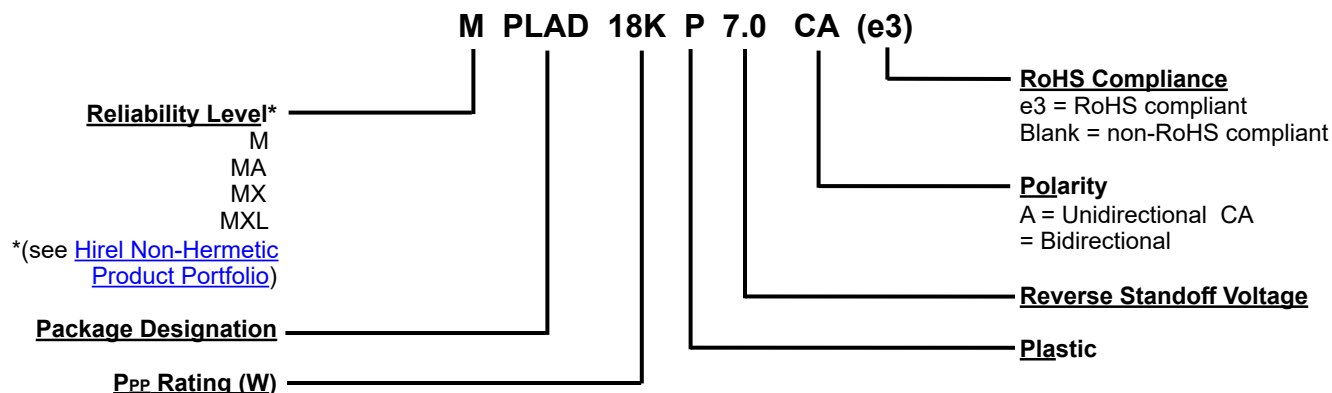 M PLAD 18K P 7.0 CA (e3)
Reliability Level*
M
MA
MX
MXL
*(see Hirel Non-Hermetic
Product Portfolio)
Package Designation
PPP Rating (W)
RoHS Compliance
e3 = RoHS compliant
Blank = non-RoHS compliant
Polarity
A = Unidirectional CA
= Bidirectional
Reverse Standoff Voltage
Plastic